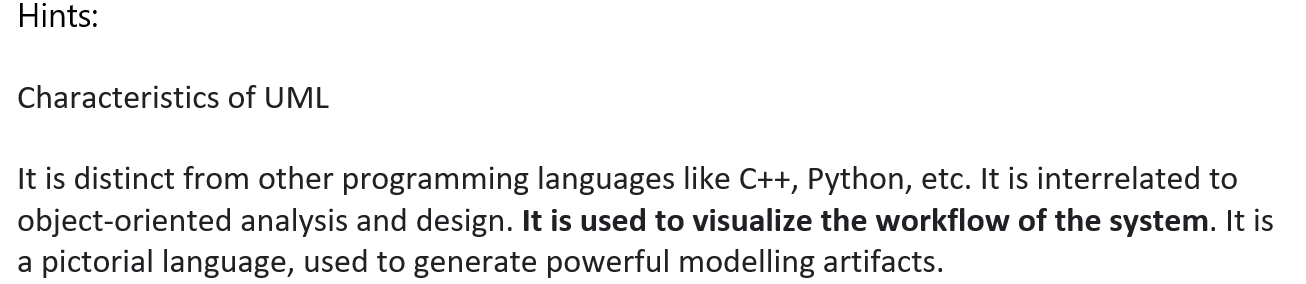 Hints:
Characteristics of UML
It is distinct from other programming languages like C++, Python, etc. It is interrelated to
object-oriented analysis and design. It is used to visualize the workflow of the system. It is
a pictorial language, used to generate powerful modelling artifacts.